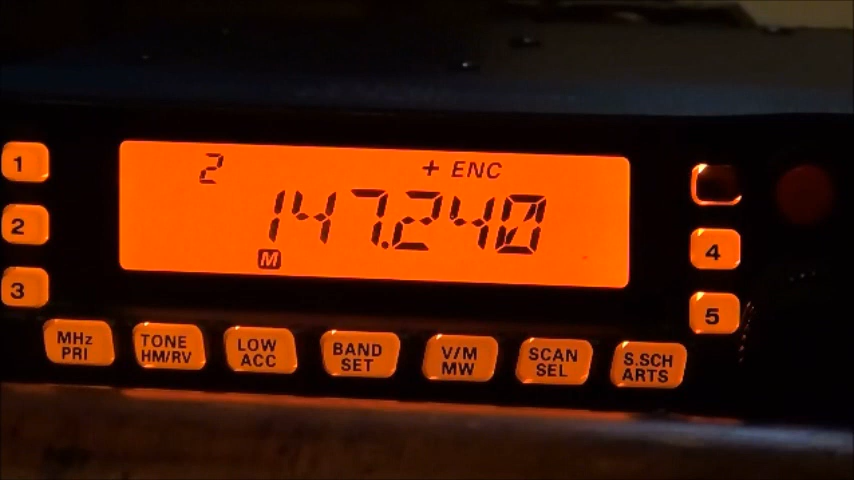 2
+ ENC
147.240
M
1
2
3
4
5
MHz
PRI
TONE
HM/RV
LOW
ACC
BAND
SET
V/M
MW
SCAN
SEL
S.SCH
ARTS